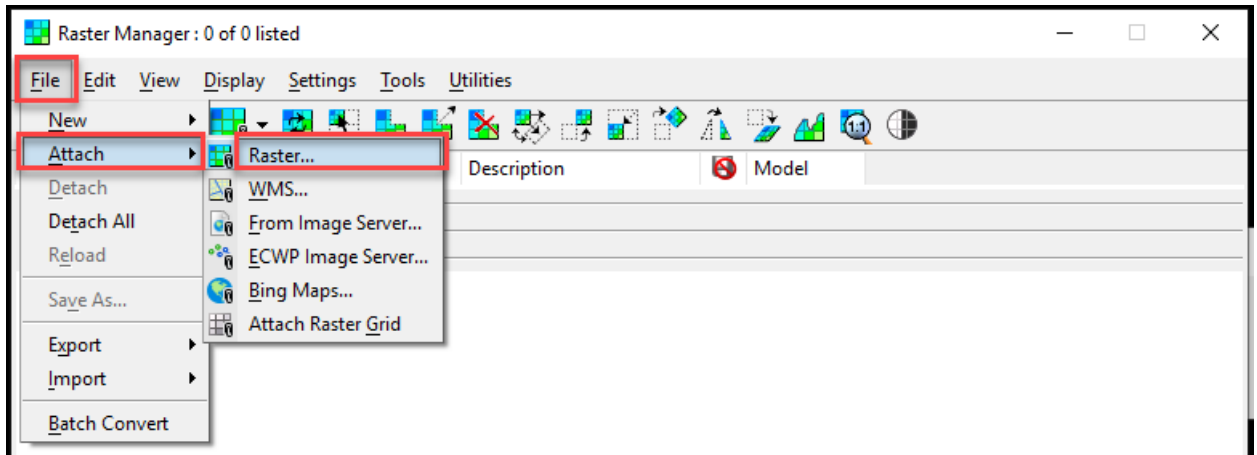 Raster Manager : 0 of 0 listed
File Edit View Display Settings Tools Utilities
New
Attach
Detach
Detach All
Reload
Save As...
Export
Import
Batch Convert
Raster...
WMS...
From Image Server...
ECWP Image Server...
Bing Maps...
Attach Raster Grid
1:1
Description Model